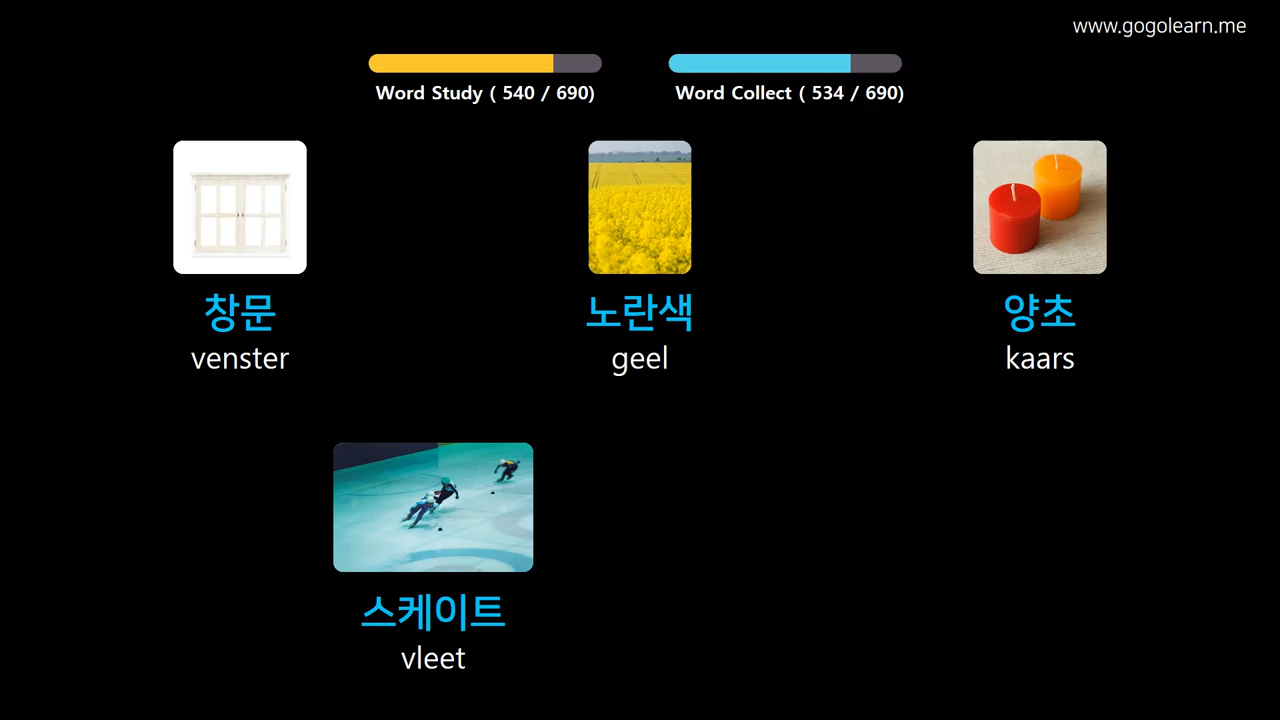 www.gogolearn.me
Word Study ( 540 / 690)
Word Collect ( 534 / 690)
창문
venster
노란색
geel
양초
kaars
스케이트
vleet